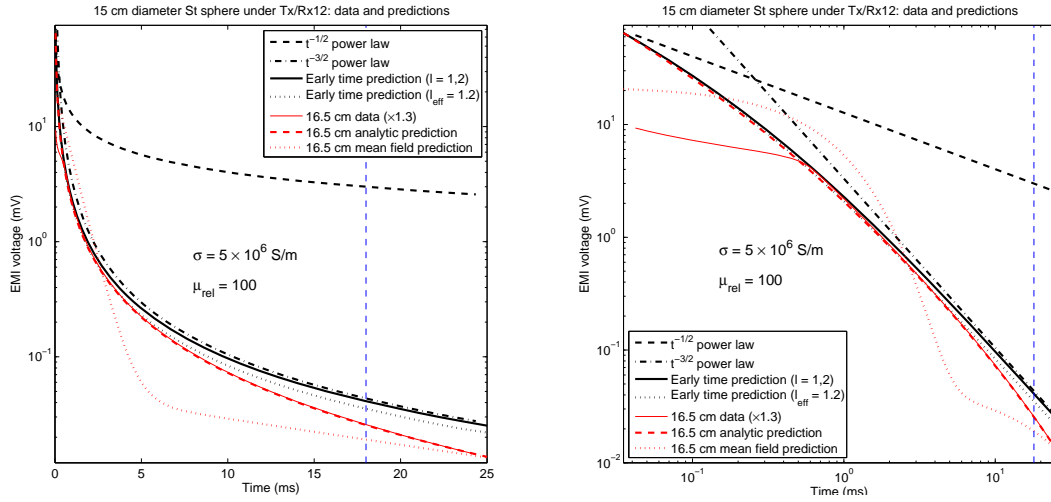 15 cm diameter St sphere under Tx/Rx12: data and predictions
EMI voltage (mV)
10^1
10^0
10^-1
t^-1/2 power law
t^-3/2 power law
Early time prediction (l = 1,2)
Early time prediction (l_eff = 1.2)
16.5 cm data (×1.3)
16.5 cm analytic prediction
16.5 cm mean field prediction
σ = 5 × 10^6 S/m
μ_rel = 100
0 5 10 15 20 25
Time (ms)
15 cm diameter St sphere under Tx/Rx12: data and predictions
EMI voltage (mV)
10^1
10^0
10^-1
10^-2
σ = 5 × 10^6 S/m
μ_rel = 100
t^-1/2 power law
t^-3/2 power law
Early time prediction (l = 1,2)
Early time prediction (l_eff = 1.2)
16.5 cm data (×1.3)
16.5 cm analytic prediction
16.5 cm mean field prediction
10^-1 10^0 10^1
Time (ms)